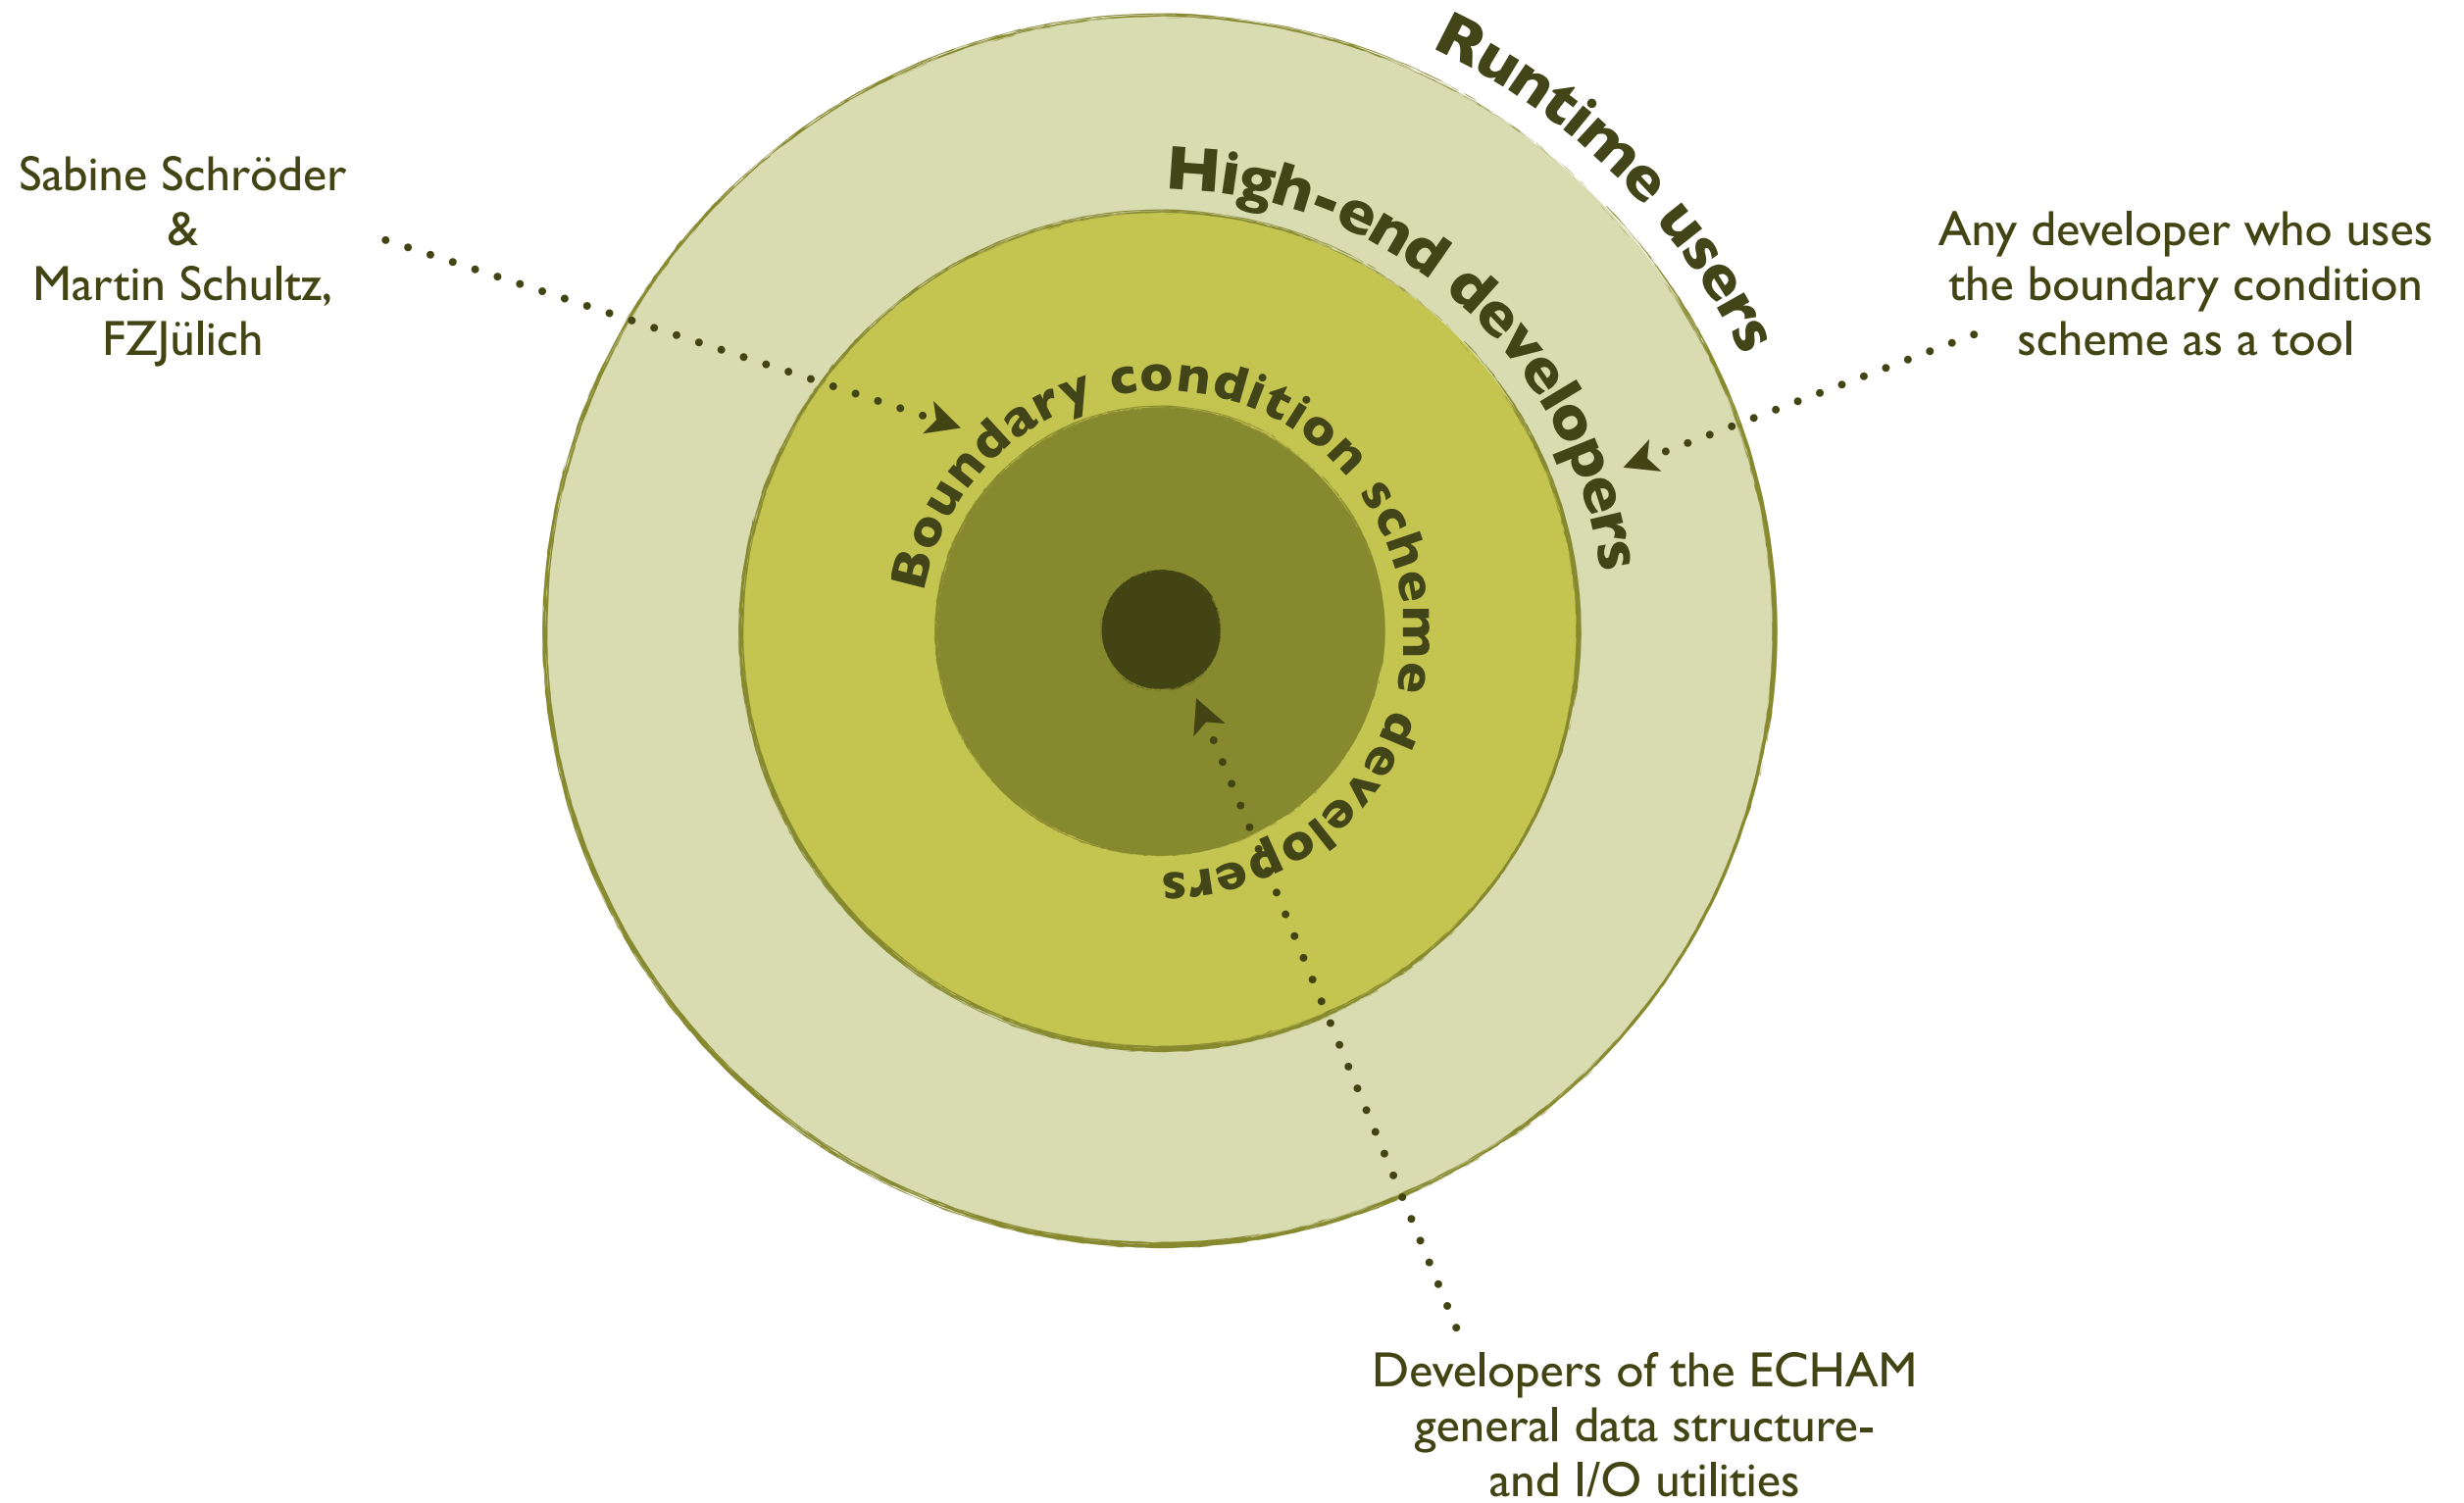 Runtime users
High-end developers
Boundary condition scheme developers
Sabine Schröder
&
Martin Schultz,
FZJülich
Any developer who uses
the boundary condition
scheme as a tool
Developers of the ECHAM
general data structure-
and I/O utilities